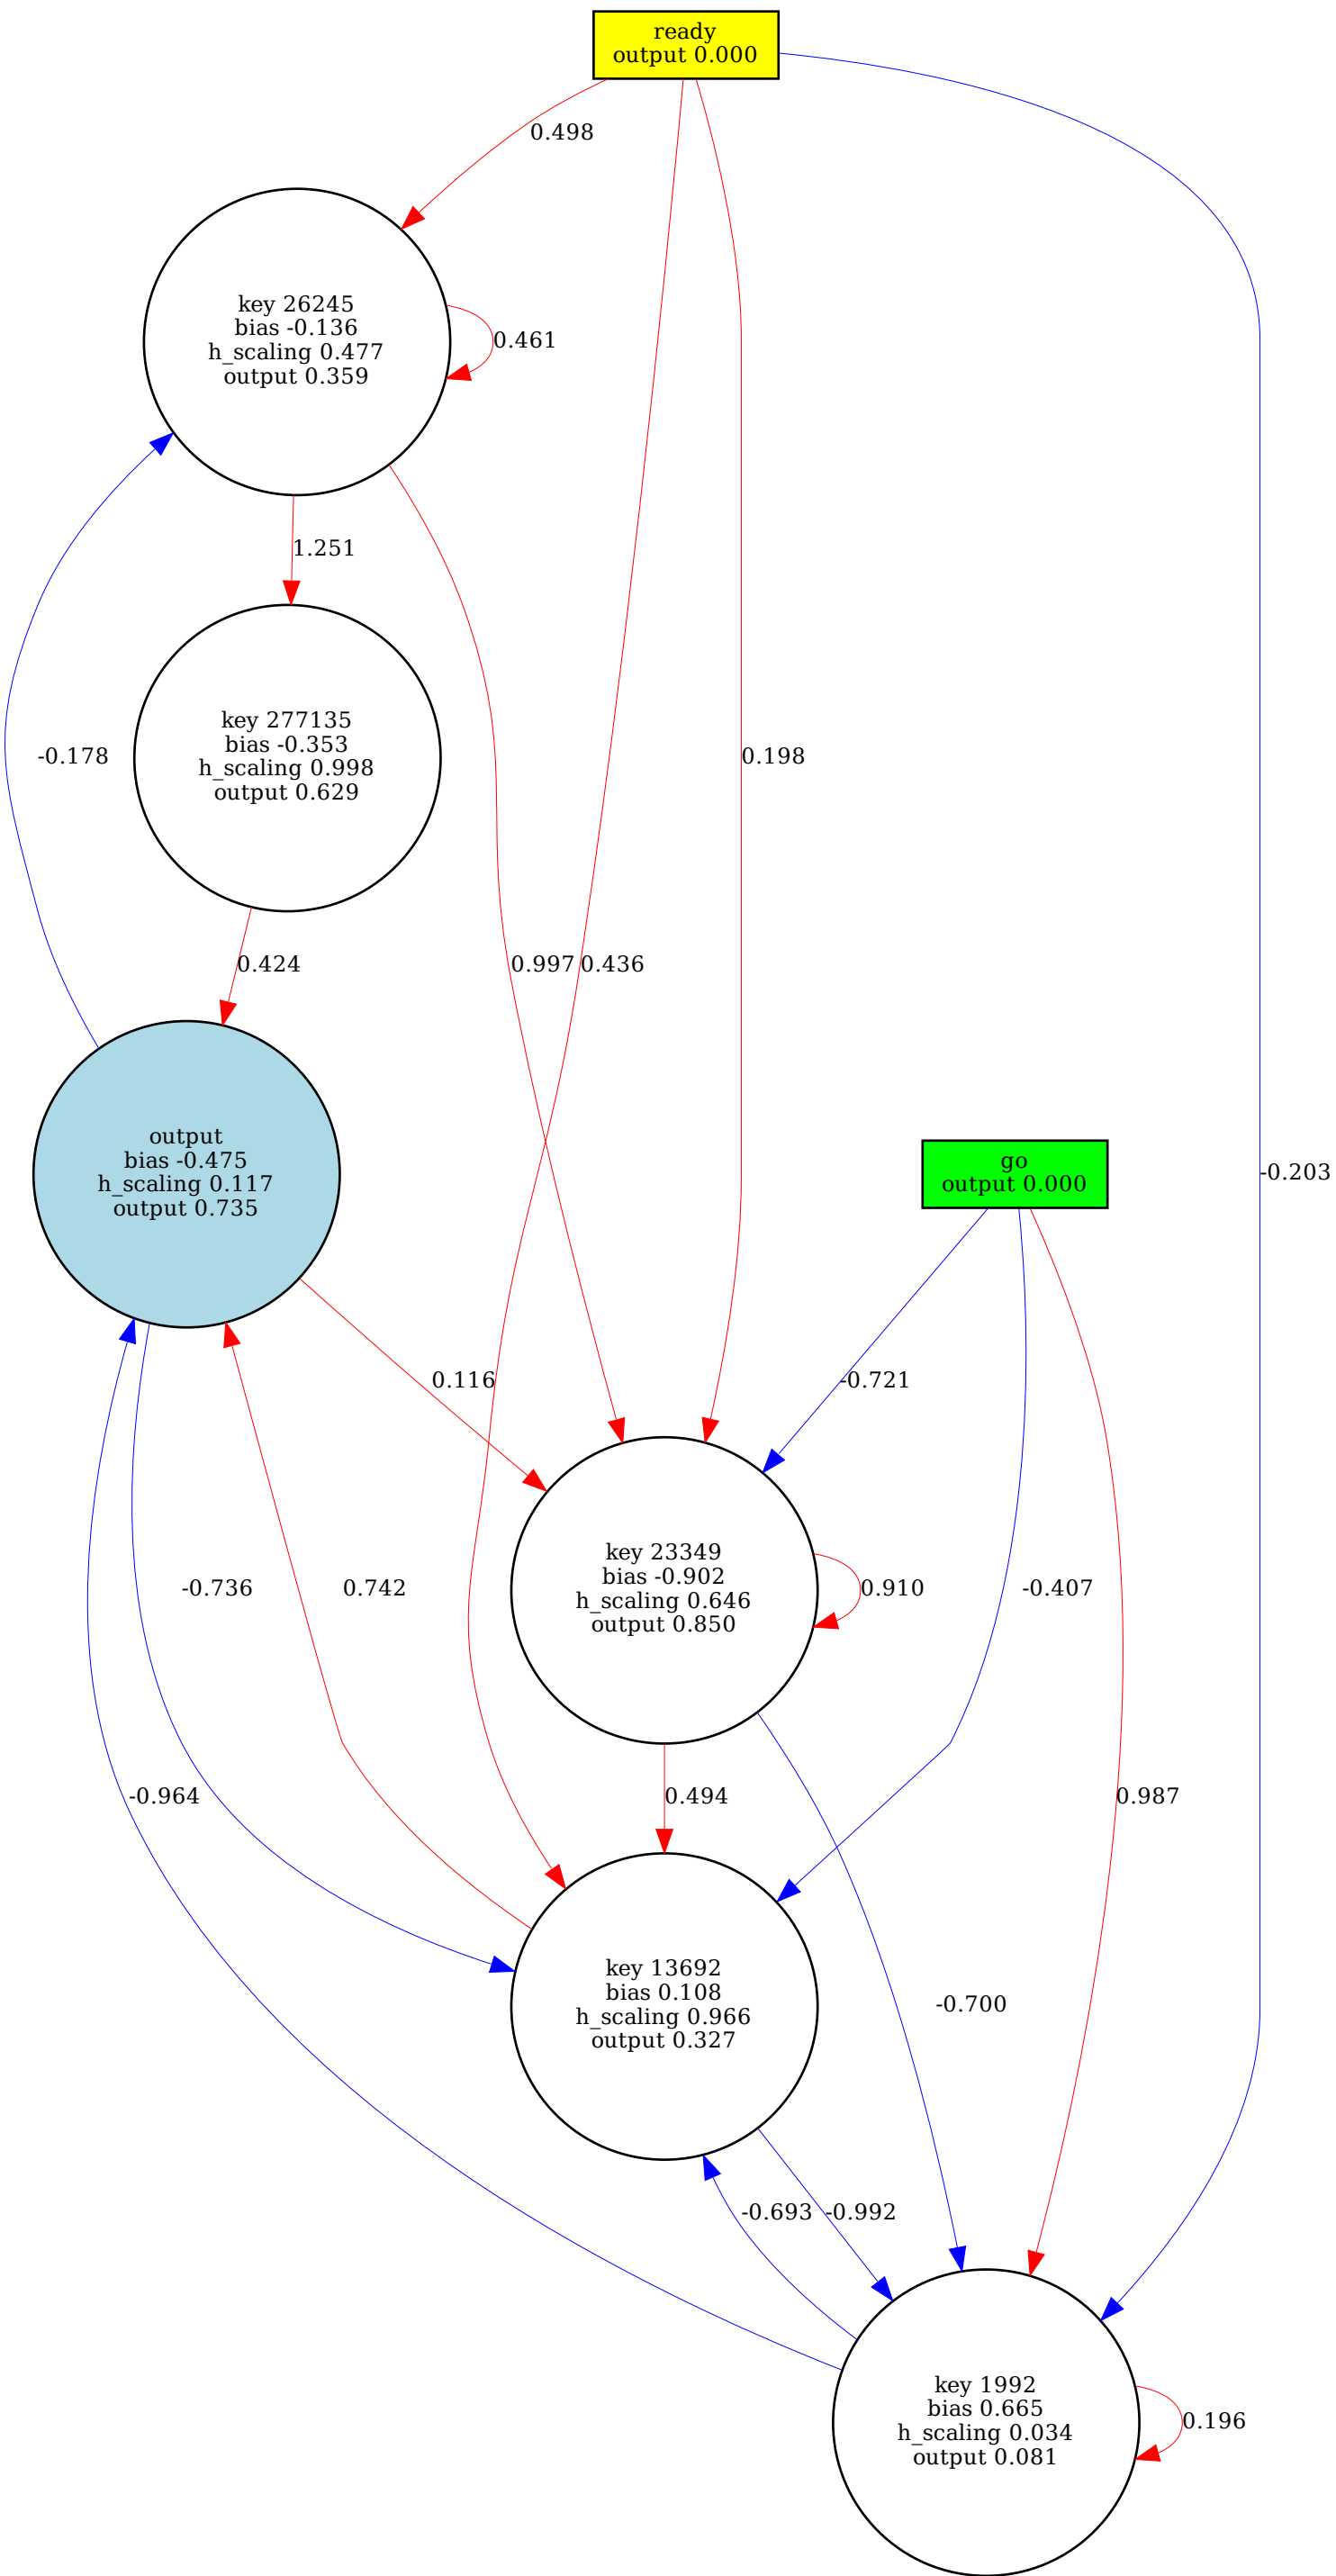 ready
output 0.000
0.498
key 26245
bias -0.136
h_scaling 0.477
output 0.359
0.461
1.251
key 277135
bias -0.353
h_scaling 0.998
output 0.629
-0.178
0.198
0.424
0.997
0.436
output
bias -0.475
h_scaling 0.117
output 0.735
go
output 0.000
-0.203
0.116
-0.721
key 23349
bias -0.902
h_scaling 0.646
output 0.850
-0.736
0.742
0.910
-0.407
-0.964
0.494
0.987
key 13692
bias 0.108
h_scaling 0.966
output 0.327
-0.700
-0.693
-0.992
key 1992
bias 0.665
h_scaling 0.034
output 0.081
0.196